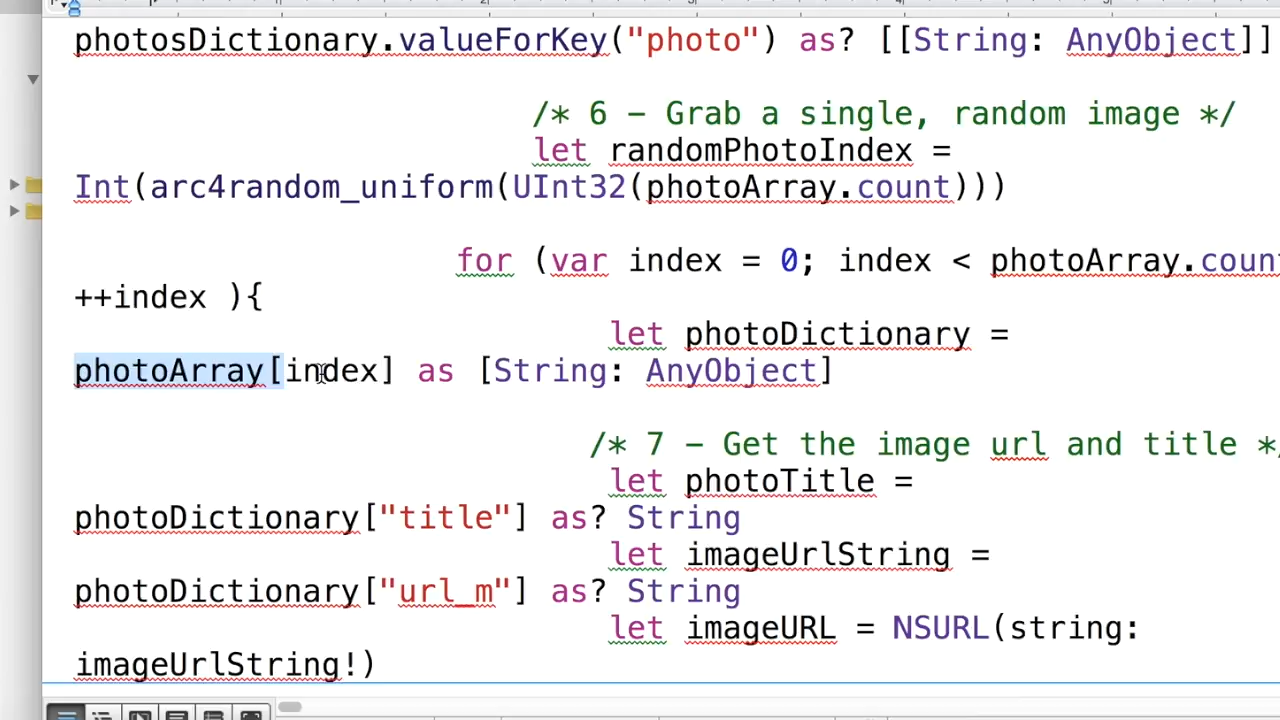 photosDictionary.valueForKey("photo") as? [[String: AnyObject]]
/* 6 – Grab a single, random image */
let randomPhotoIndex =
Int(arc4random_uniform(UInt32(photoArray.count)))
for (var index = 0; index < photoArray.count
++index ){
let photoDictionary =
photoArray[index] as [String: AnyObject]
/* 7 – Get the image url and title */
let photoTitle =
photoDictionary["title"] as? String
let imageUrlString =
photoDictionary["url_m"] as? String
let imageURL = NSURL(string:
imageUrlString!)